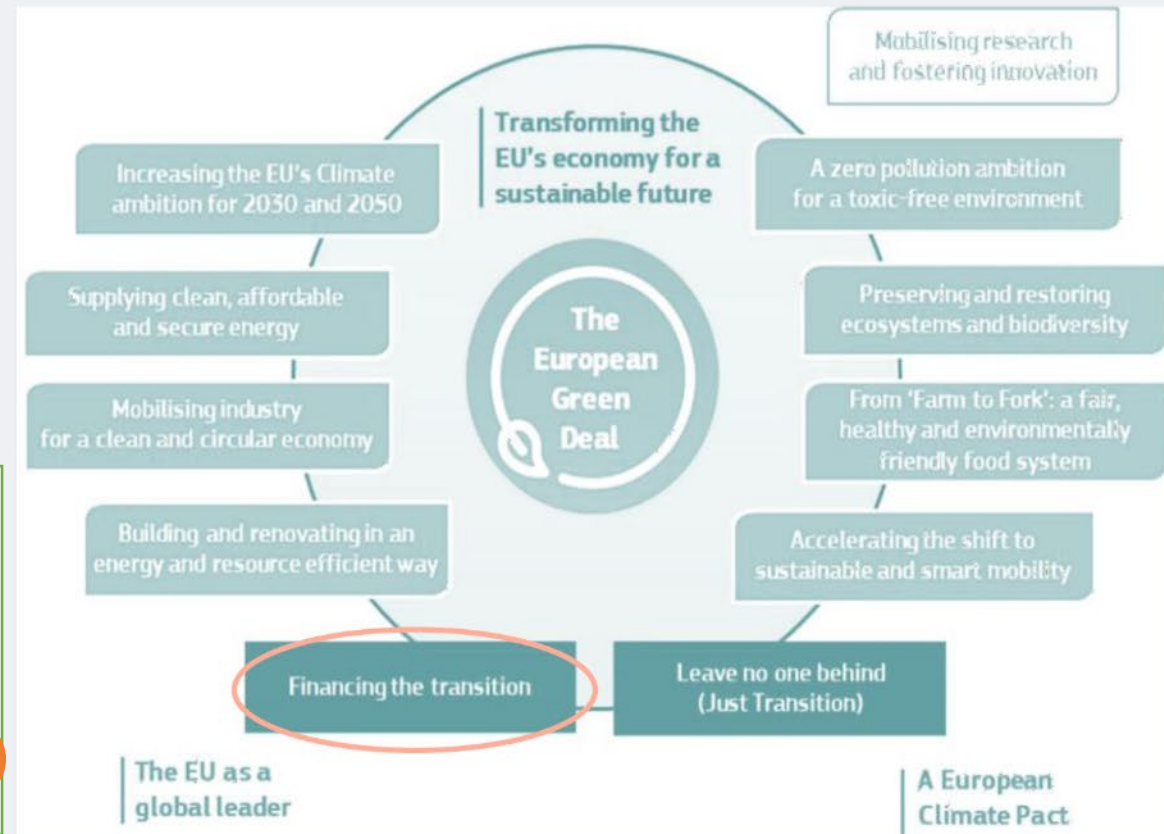 Mobilising research
and fostering innovation
Transforming the
EU's economy for a
sustainable future
Increasing the EU's Climate
ambition for 2030 and 2050
A zero pollution ambition
for a toxic-free environment
Supplying clean, affordable
and secure energy
Preserving and restoring
ecosystems and biodiversity
The
European
Green
Deal
Mobilising industry
for a clean and circular economy
From 'Farm to Fork': a fair,
healthy and environmentally
friendly food system
Building and renovating in an
energy and resource efficient way
Accelerating the shift to
sustainable and smart mobility
Financing the transition
Leave no one behind
(Just Transition)
The EU as a
global leader
A European
Climate Pact